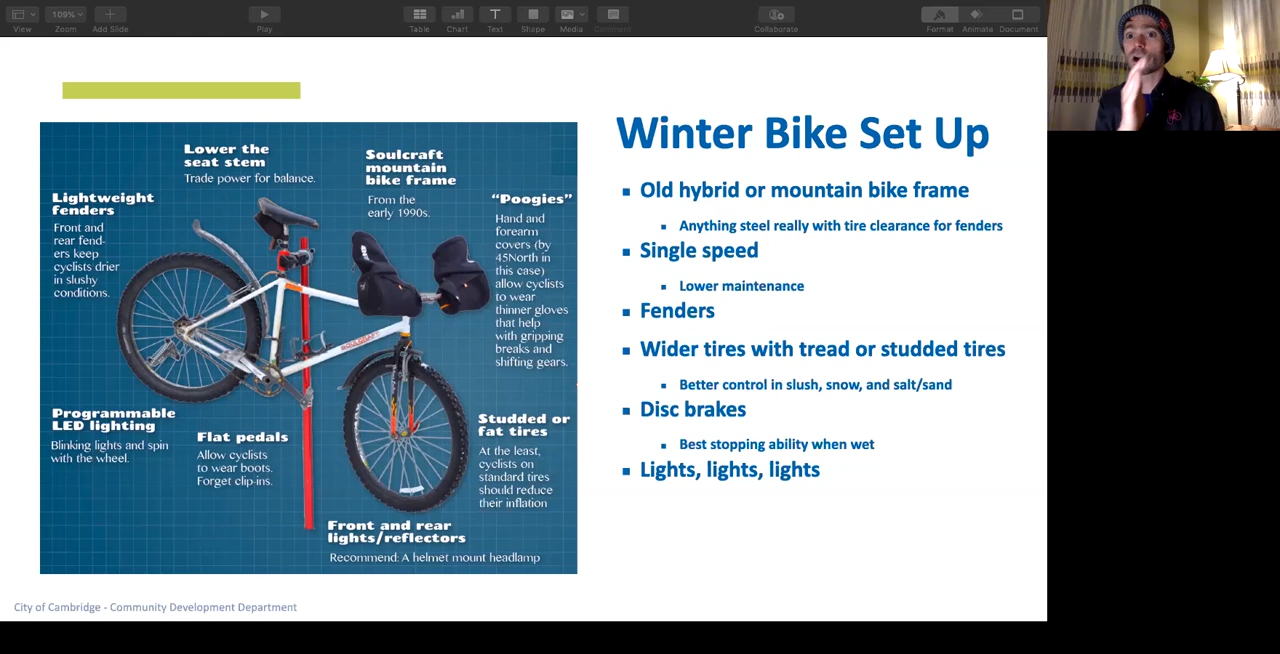 View
109%
Zoom
Add Slide
Play
Table
Chart
Text
Shape
Media
Comment
Collaborate
Format
Animate
Document
Winter Bike Set Up
Old hybrid or mountain bike frame
Anything steel really with tire clearance for fenders
Single speed
Lower maintenance
Fenders
Wider tires with tread or studded tires
Better control in slush, snow, and salt/sand
Disc brakes
Best stopping ability when wet
Lights, lights, lights
Lower the
seat stem
Trade power for balance.
Soulcraft
mountain
bike frame
From the
early 1990s.
Lightweight
fenders
Front and
rear fend-
ers keep
cyclists drier
in slushy
conditions.
"Poogies"
Hand and
forearm
covers (by
45North in
this case)
allow cyclists
to wear
thinner gloves
that help
with gripping
breaks and
shifting gears.
SOULCRAFT
Programmable
LED lighting
Blinking lights and spin
with the wheel.
Flat pedals
Allow cyclists
to wear boots.
Forget clip-ins.
Studded or
fat tires
At the least,
cyclists on
standard tires
should reduce
their inflation
Front and rear
lights/reflectors
Recommend: A helmet mount headlamp
City of Cambridge - Community Development Department